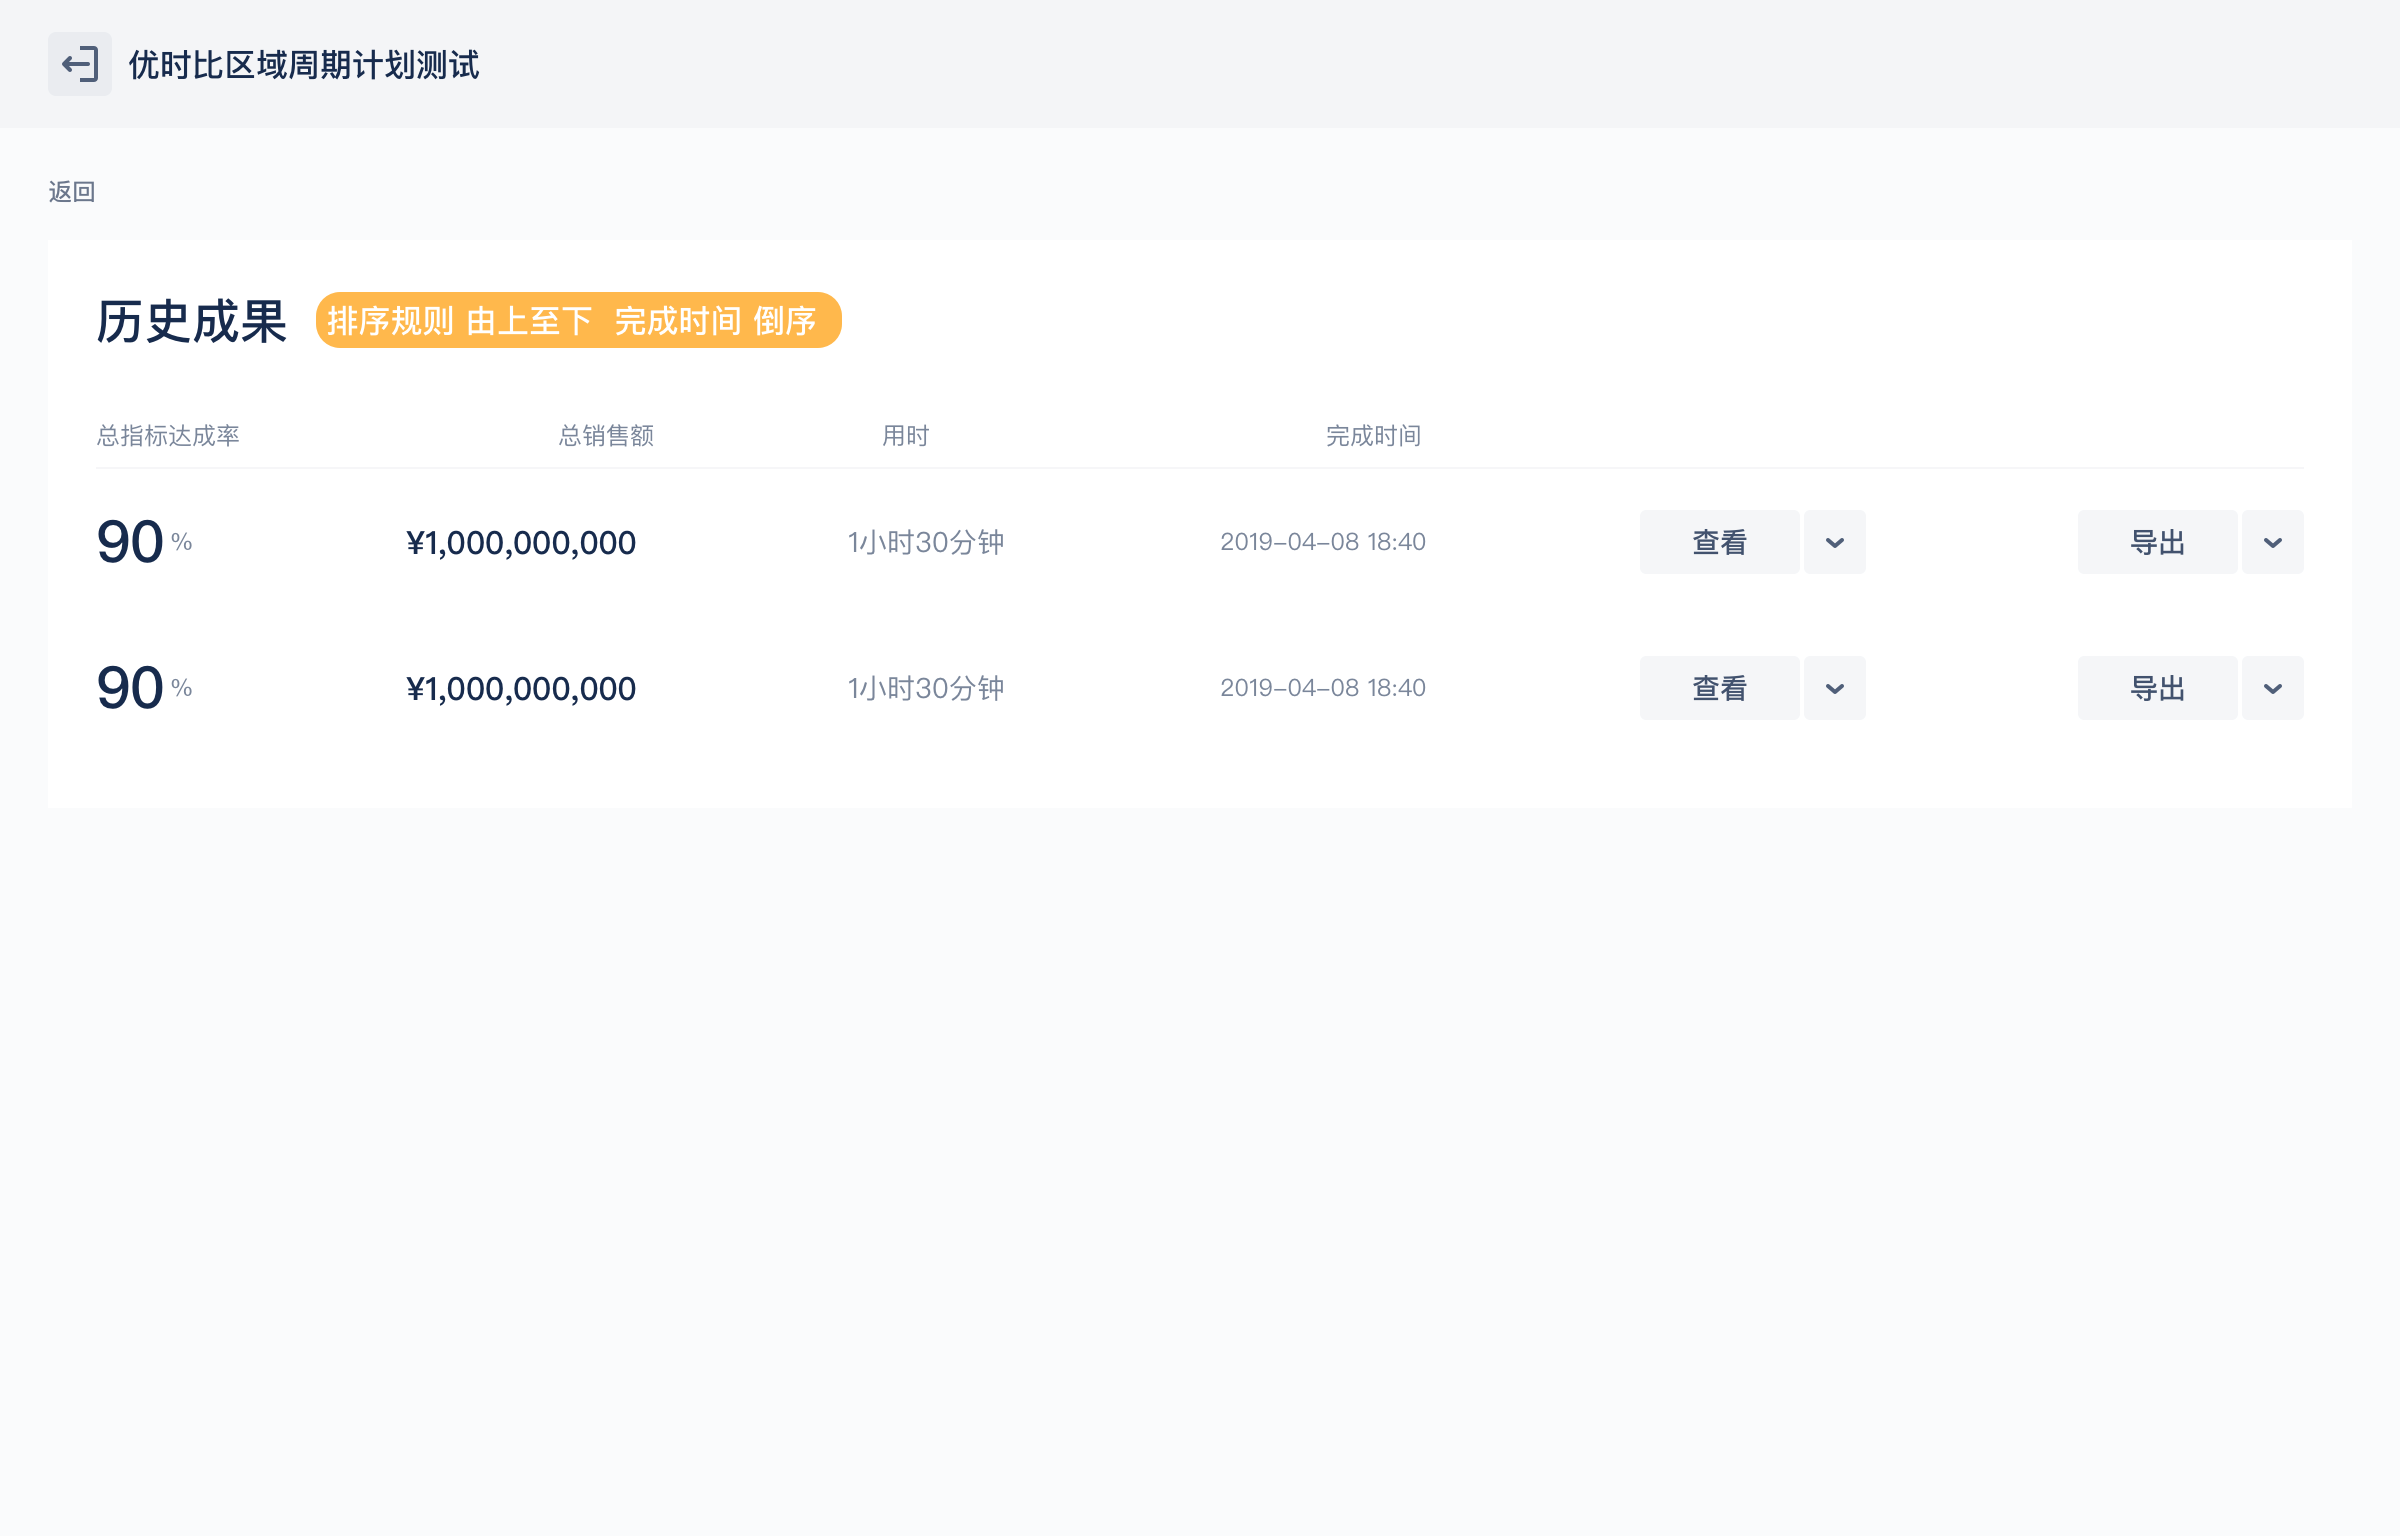 优时比区域周期计划测试
返回
历史成果 排序规则 由上至下 完成时间 倒序
总指标达成率 总销售额 用时 完成时间
90 % ¥1,000,000,000 1小时30分钟 2019-04-08 18:40 查看 导出
90 % ¥1,000,000,000 1小时30分钟 2019-04-08 18:40 查看 导出